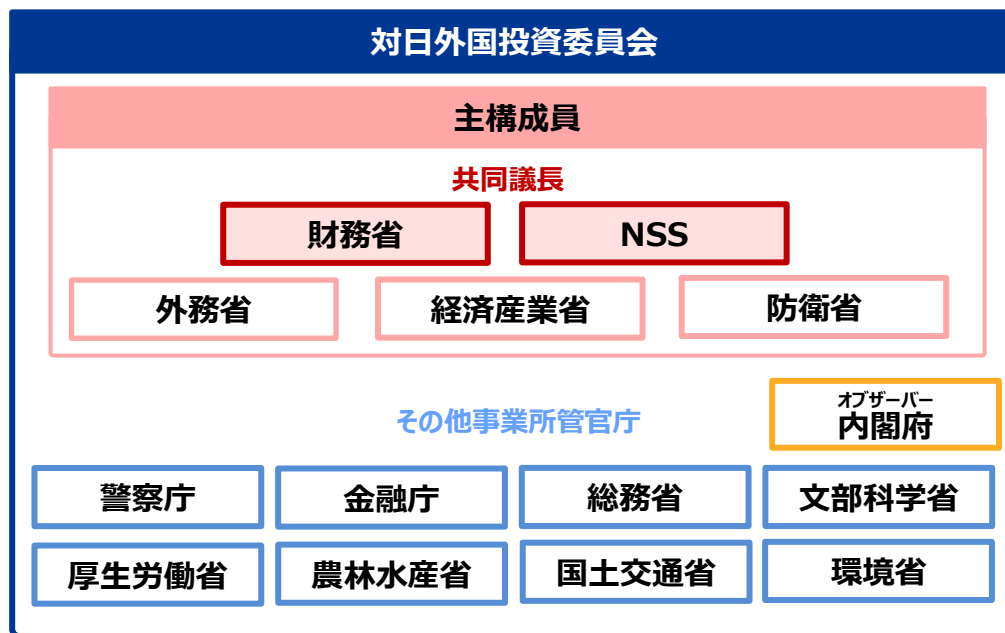 対日外国投資委員会
主構成員
共同議長
財務省 NSS
外務省 経済産業省 防衛省
オブザーバー
その他事業所管官庁 内閣府
警察庁 金融庁 総務省 文部科学省
厚生労働省 農林水産省 国土交通省 環境省